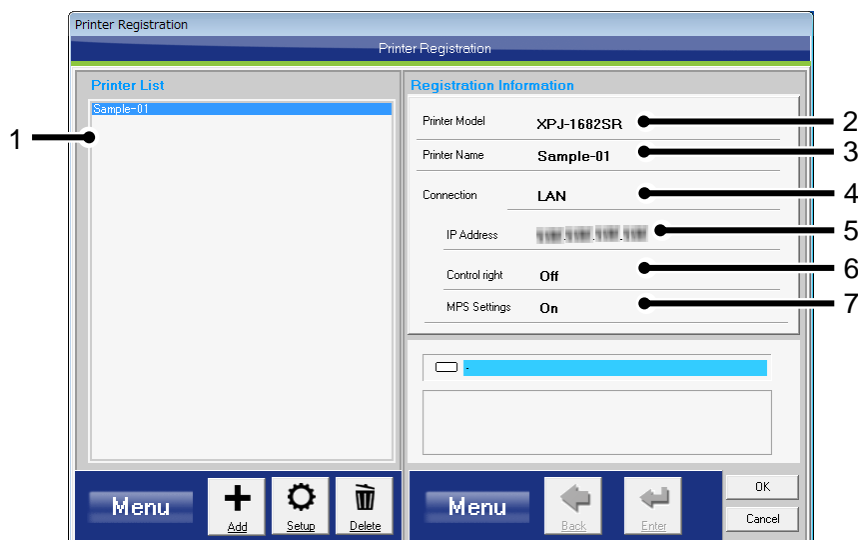 Printer Registration
Printer Registration
Printer List
Sample-01
1
Registration Information
Printer Model XPJ-1682SR 2
Printer Name Sample-01 3
Connection LAN 4
IP Address 5
Control right Off 6
MPS Settings On 7
-
Menu
Add
Setup
Delete
Menu
Back
Enter
OK
Cancel